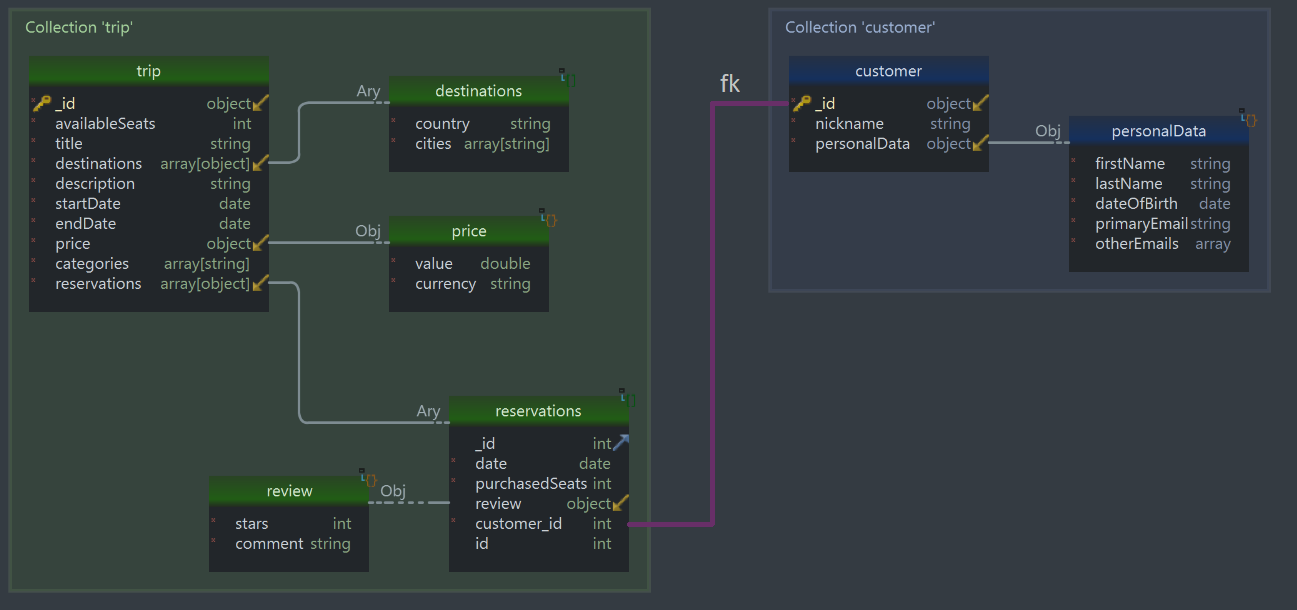 Collection 'trip'
trip
_id object
availableSeats int
title string
destinations array[object]
description string
startDate date
endDate date
price object
categories array[string]
reservations array[object]
Ary
destinations
country string
cities array[string]
Obj
price
value double
currency string
Ary
reservations
_id int
date date
purchasedSeats int
review object
customer_id int
id int
review
Obj
stars int
comment string
fk
Collection 'customer'
customer
_id object
nickname string
personalData object
Obj
personalData
firstName string
lastName string
dateOfBirth date
primaryEmail string
otherEmails array